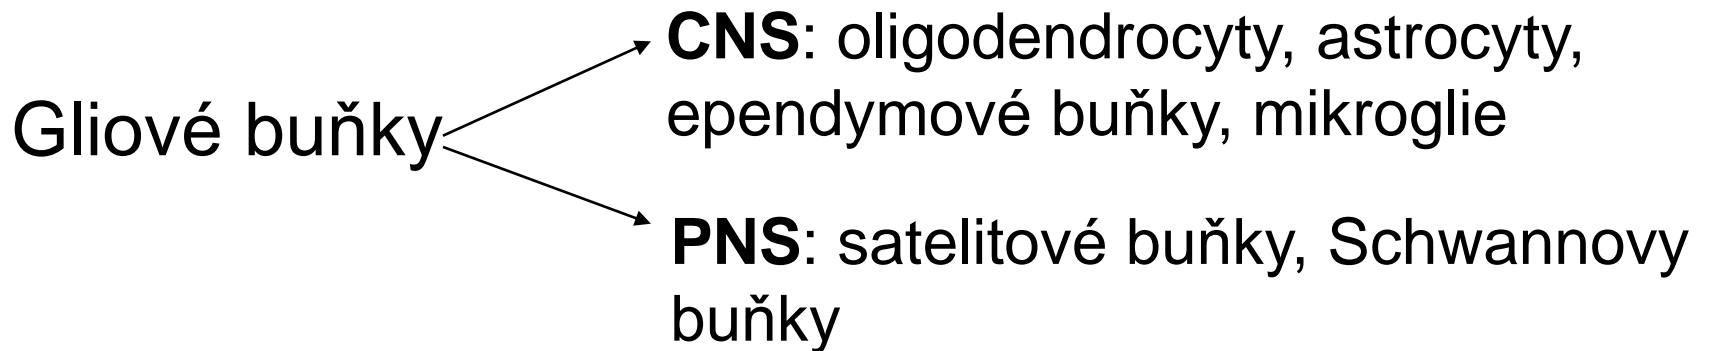 Gliové buňky
CNS: oligodendrocyty, astrocyty,
ependymové buňky, mikroglie
PNS: satelitové buňky, Schwannovy
buňky